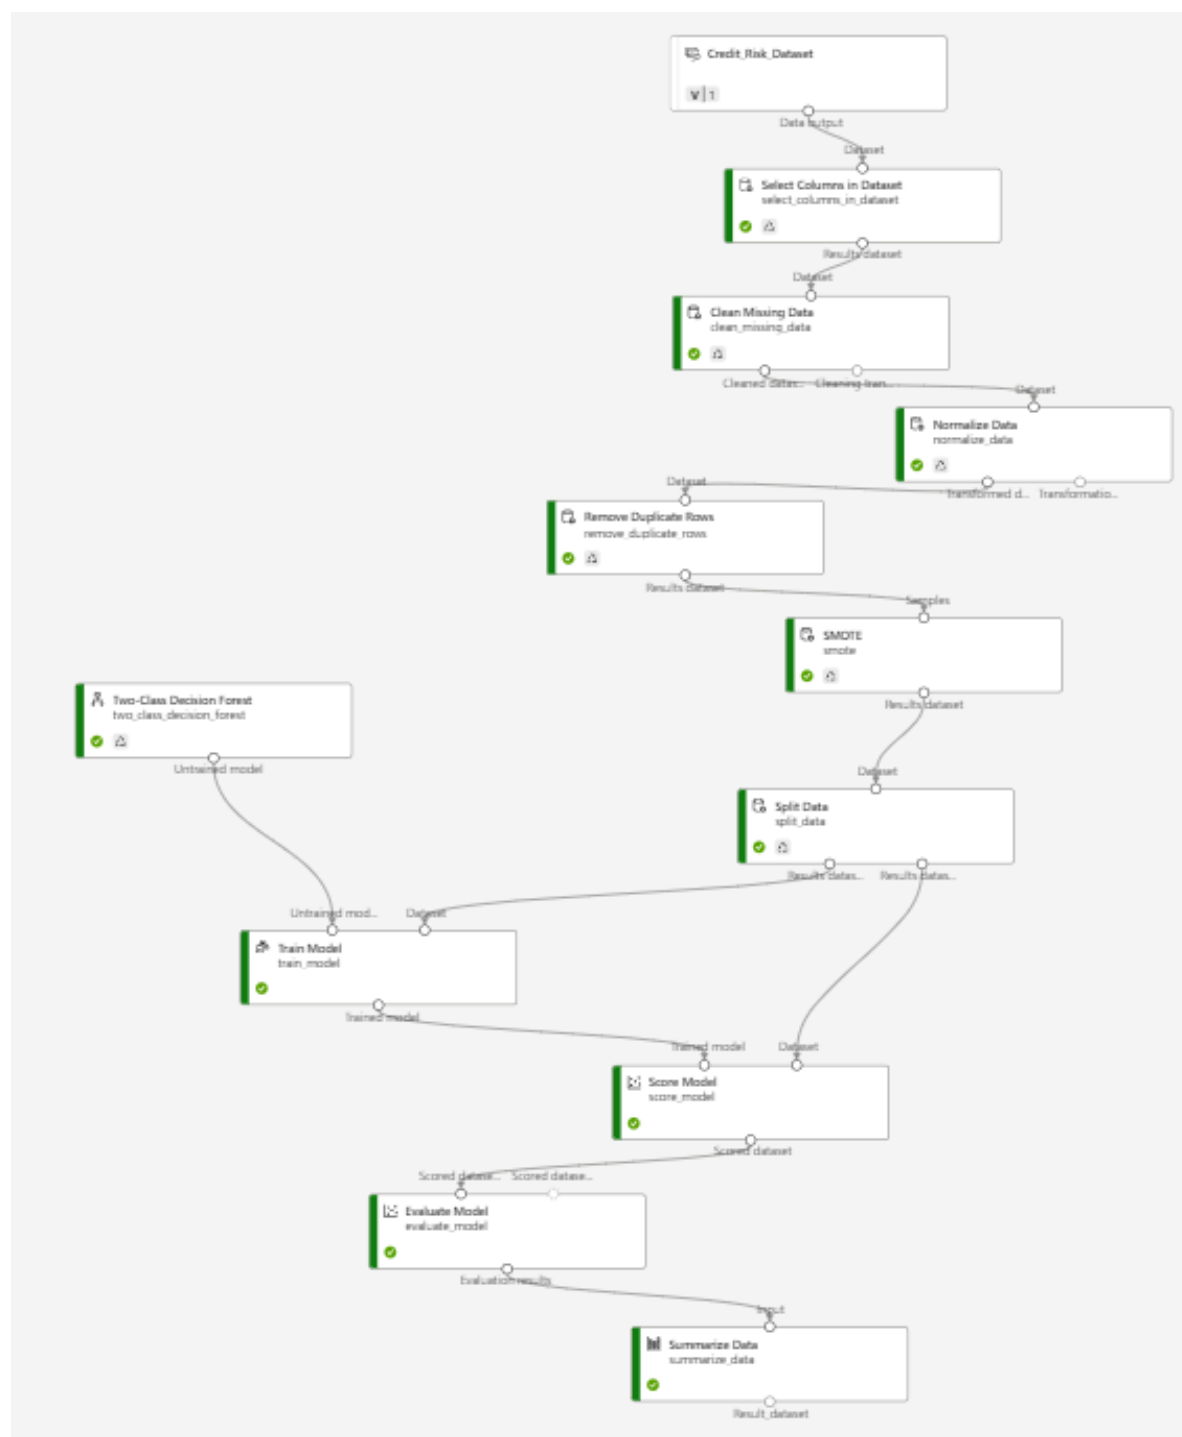 Credit_Risk_Dataset
v | 1
Data output
Dataset
Select Columns in Dataset
select_columns_in_dataset
Results dataset
Dataset
Clean Missing Data
clean_missing_data
Cleaned datas... Cleaning tran...
Dataset
Normalize Data
normalize_data
Transformed d... Transformatio...
Dataset
Remove Duplicate Rows
remove_duplicate_rows
Results dataset
Samples
SMOTE
smote
Results dataset
Two-Class Decision Forest
two_class_decision_forest
Untrained model
Dataset
Split Data
split_data
Results datas... Results datas...
Untrained mod... Dataset
Train Model
train_model
Trained model
Trained model Dataset
Score Model
score_model
Scored dataset
Scored datase... Scored datase...
Evaluate Model
evaluate_model
Evaluation results
Input
Summarize Data
summarize_data
Result_dataset